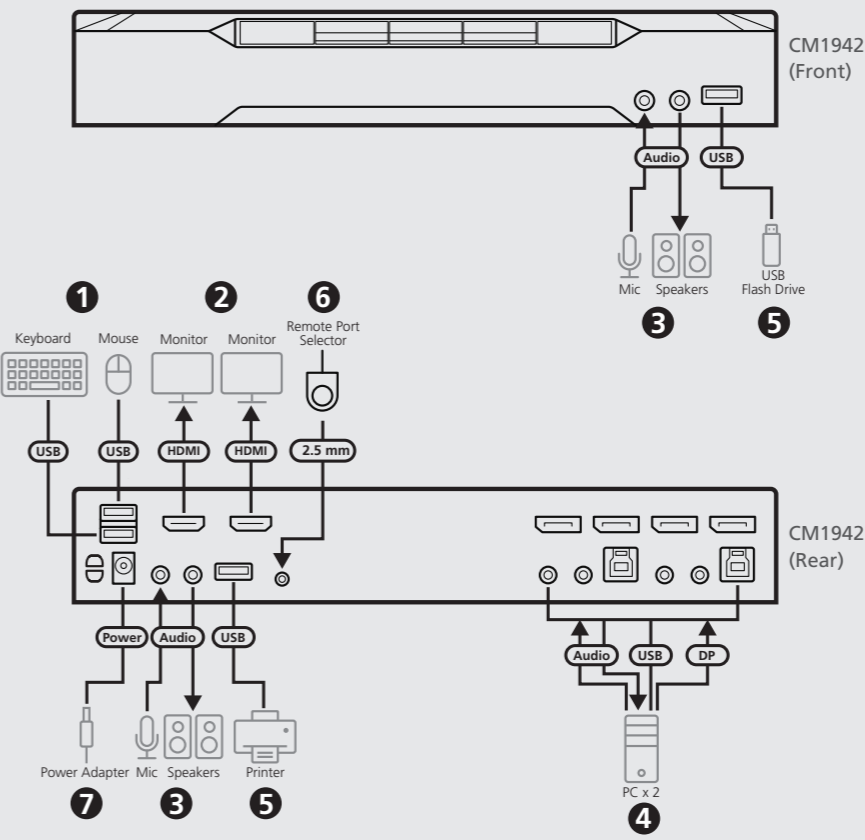 CM1942
(Front)
Audio
USB
Mic
Speakers
USB
Flash Drive
3
5
1
2
6
Keyboard
Mouse
Monitor
Monitor
Remote Port
Selector
USB
USB
HDMI
HDMI
2.5 mm
CM1942
(Rear)
Power
Audio
USB
Audio
USB
DP
Power Adapter
Mic
Speakers
Printer
PC x 2
7
3
5
4